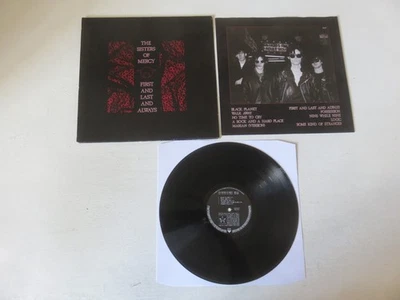 THE
SISTERS
OF
MERCY
FIRST
AND
LAST
AND
ALWAYS
BLACK PLANET
WALK AWAY
NO TIME TO CRY
A ROCK AND A HARD PLACE
MARIAN (VERSION)
FIRST AND LAST AND ALWAYS
POSSESSION
NINE WHILE NINE
LOGIC
SOME KIND OF STRANGER